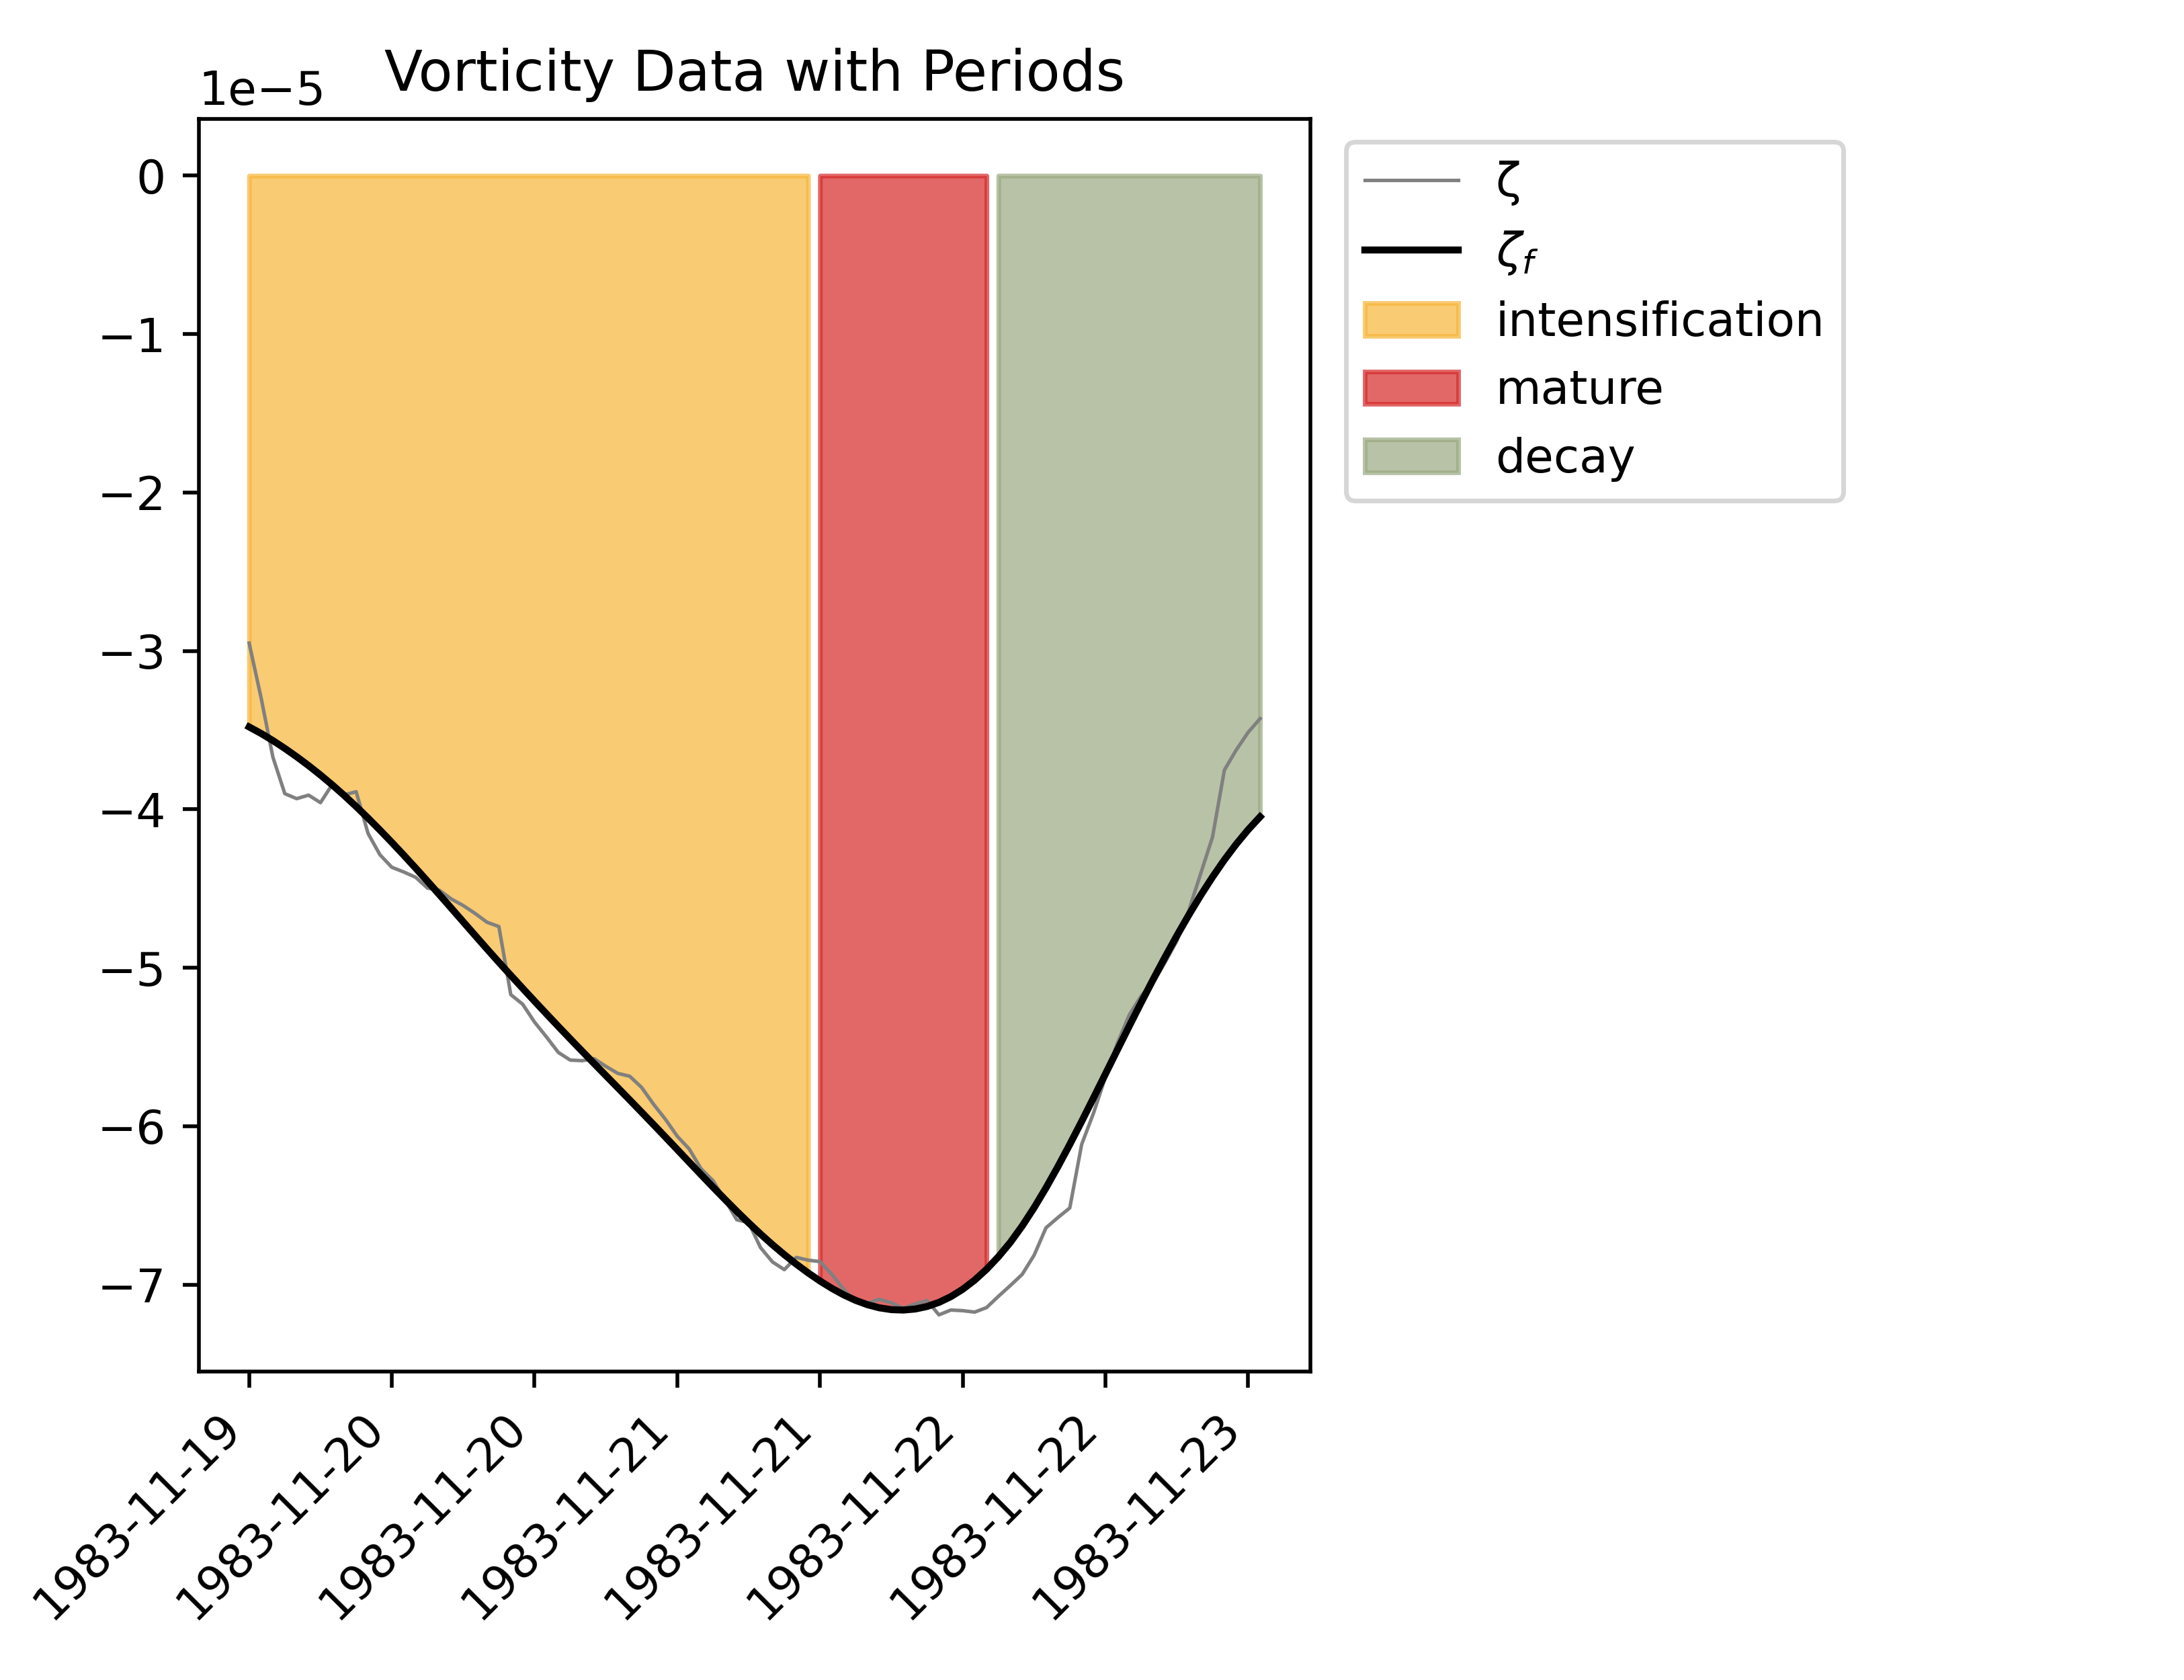 Vorticity Data with Periods
1e−5
0
−1
−2
−3
−4
−5
−6
−7
1983-11-19
1983-11-20
1983-11-20
1983-11-21
1983-11-21
1983-11-22
1983-11-22
1983-11-23
ζ
ζf
intensification
mature
decay